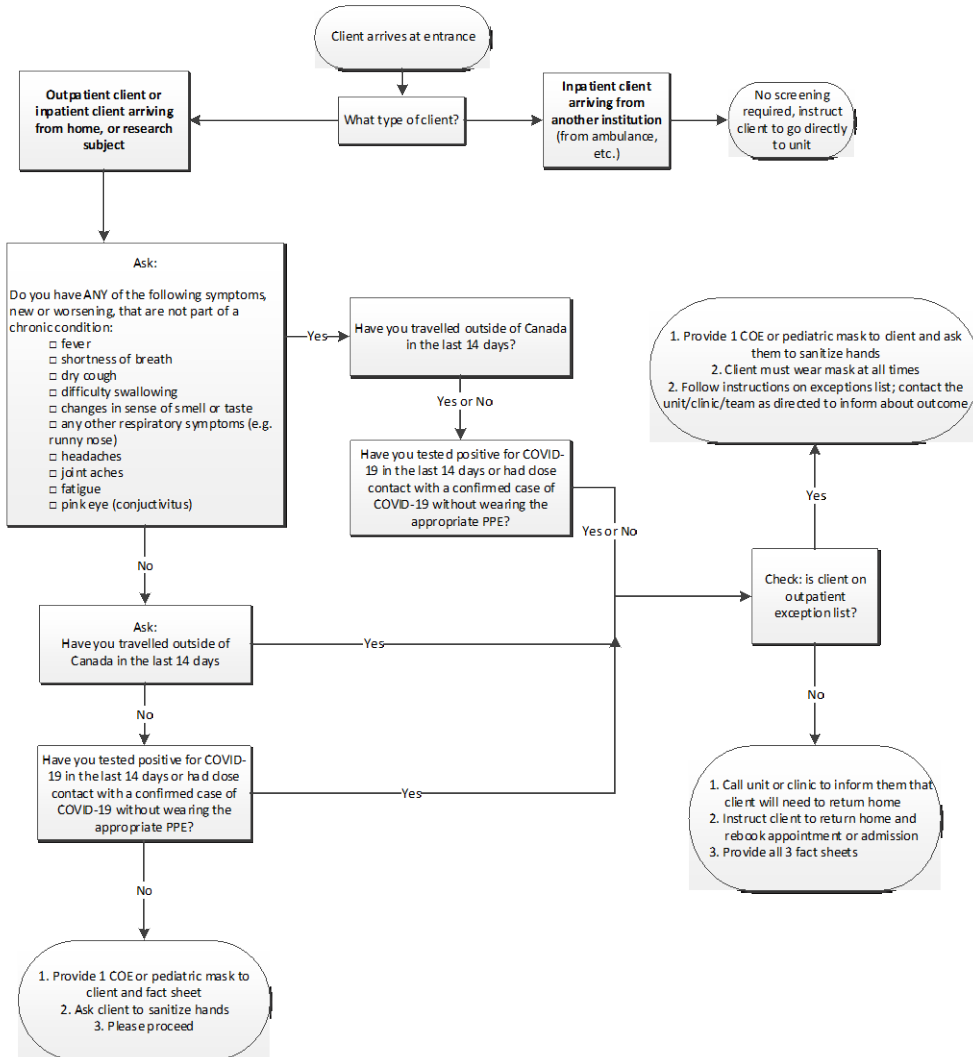 Client arrives at entrance
Outpatient client or
inpatient client arriving
from home, or research
subject
What type of client?
Inpatient client
arriving from
another institution
(from ambulance,
etc.)
No screening
required, instruct
client to go directly
to unit
Ask:
Do you have ANY of the following symptoms,
new or worsening, that are not part of a
chronic condition:
□ fever
□ shortness of breath
□ dry cough
□ difficulty swallowing
□ changes in sense of smell or taste
□ any other respiratory symptoms (e.g.
runny nose)
□ headaches
□ joint aches
□ fatigue
□ pink eye (conjuctivitus)
Yes
Have you travelled outside of Canada
in the last 14 days?
Yes or No
Have you tested positive for COVID-
19 in the last 14 days or had close
contact with a confirmed case of
COVID-19 without wearing the
appropriate PPE?
Yes or No
1. Provide 1 COE or pediatric mask to client and ask
them to sanitize hands
2. Client must wear mask at all times
2. Follow instructions on exceptions list; contact the
unit/clinic/team as directed to inform about outcome
Yes
Check: is client on
outpatient
exception list?
No
1. Call unit or clinic to inform them that
client will need to return home
2. Instruct client to return home and
rebook appointment or admission
3. Provide all 3 fact sheets
No
Ask:
Have you travelled outside of
Canada in the last 14 days
Yes
No
Have you tested positive for COVID-
19 in the last 14 days or had close
contact with a confirmed case of
COVID-19 without wearing the
appropriate PPE?
Yes
No
1. Provide 1 COE or pediatric mask to
client and fact sheet
2. Ask client to sanitize hands
3. Please proceed